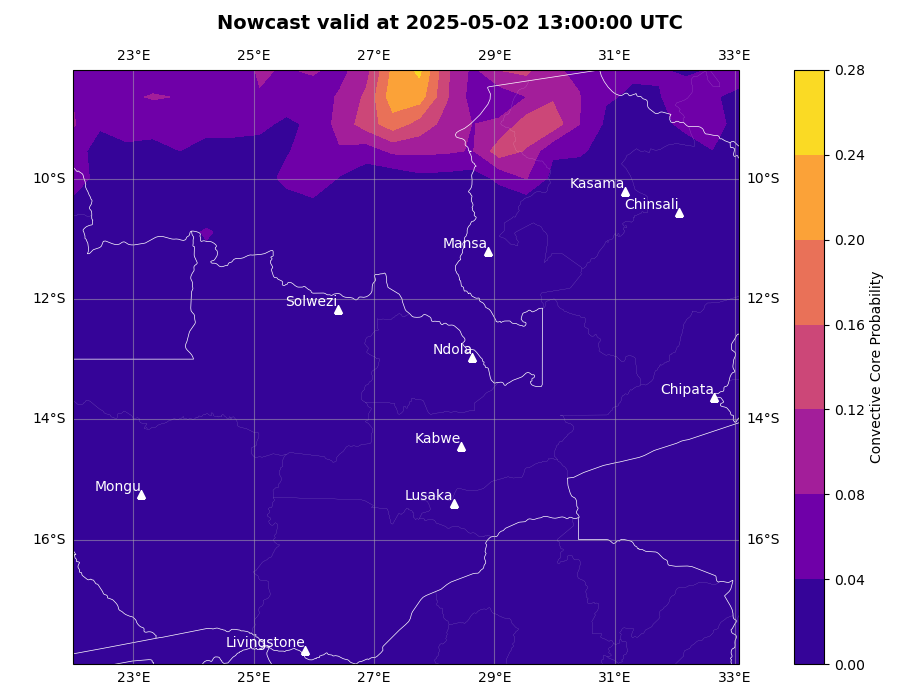 Nowcast valid at 2025-05-02 13:00:00 UTC
23°E 25°E 27°E 29°E 31°E 33°E
0.28
0.24
0.20
0.16
0.12
0.08
0.04
0.00
Convective Core Probability
10°S 10°S
12°S 12°S
14°S 14°S
16°S 16°S
Kasama
Chinsali
Mansa
Solwezi
Ndola
Chipata
Kabwe
Mongu
Lusaka
Livingstone
23°E 25°E 27°E 29°E 31°E 33°E